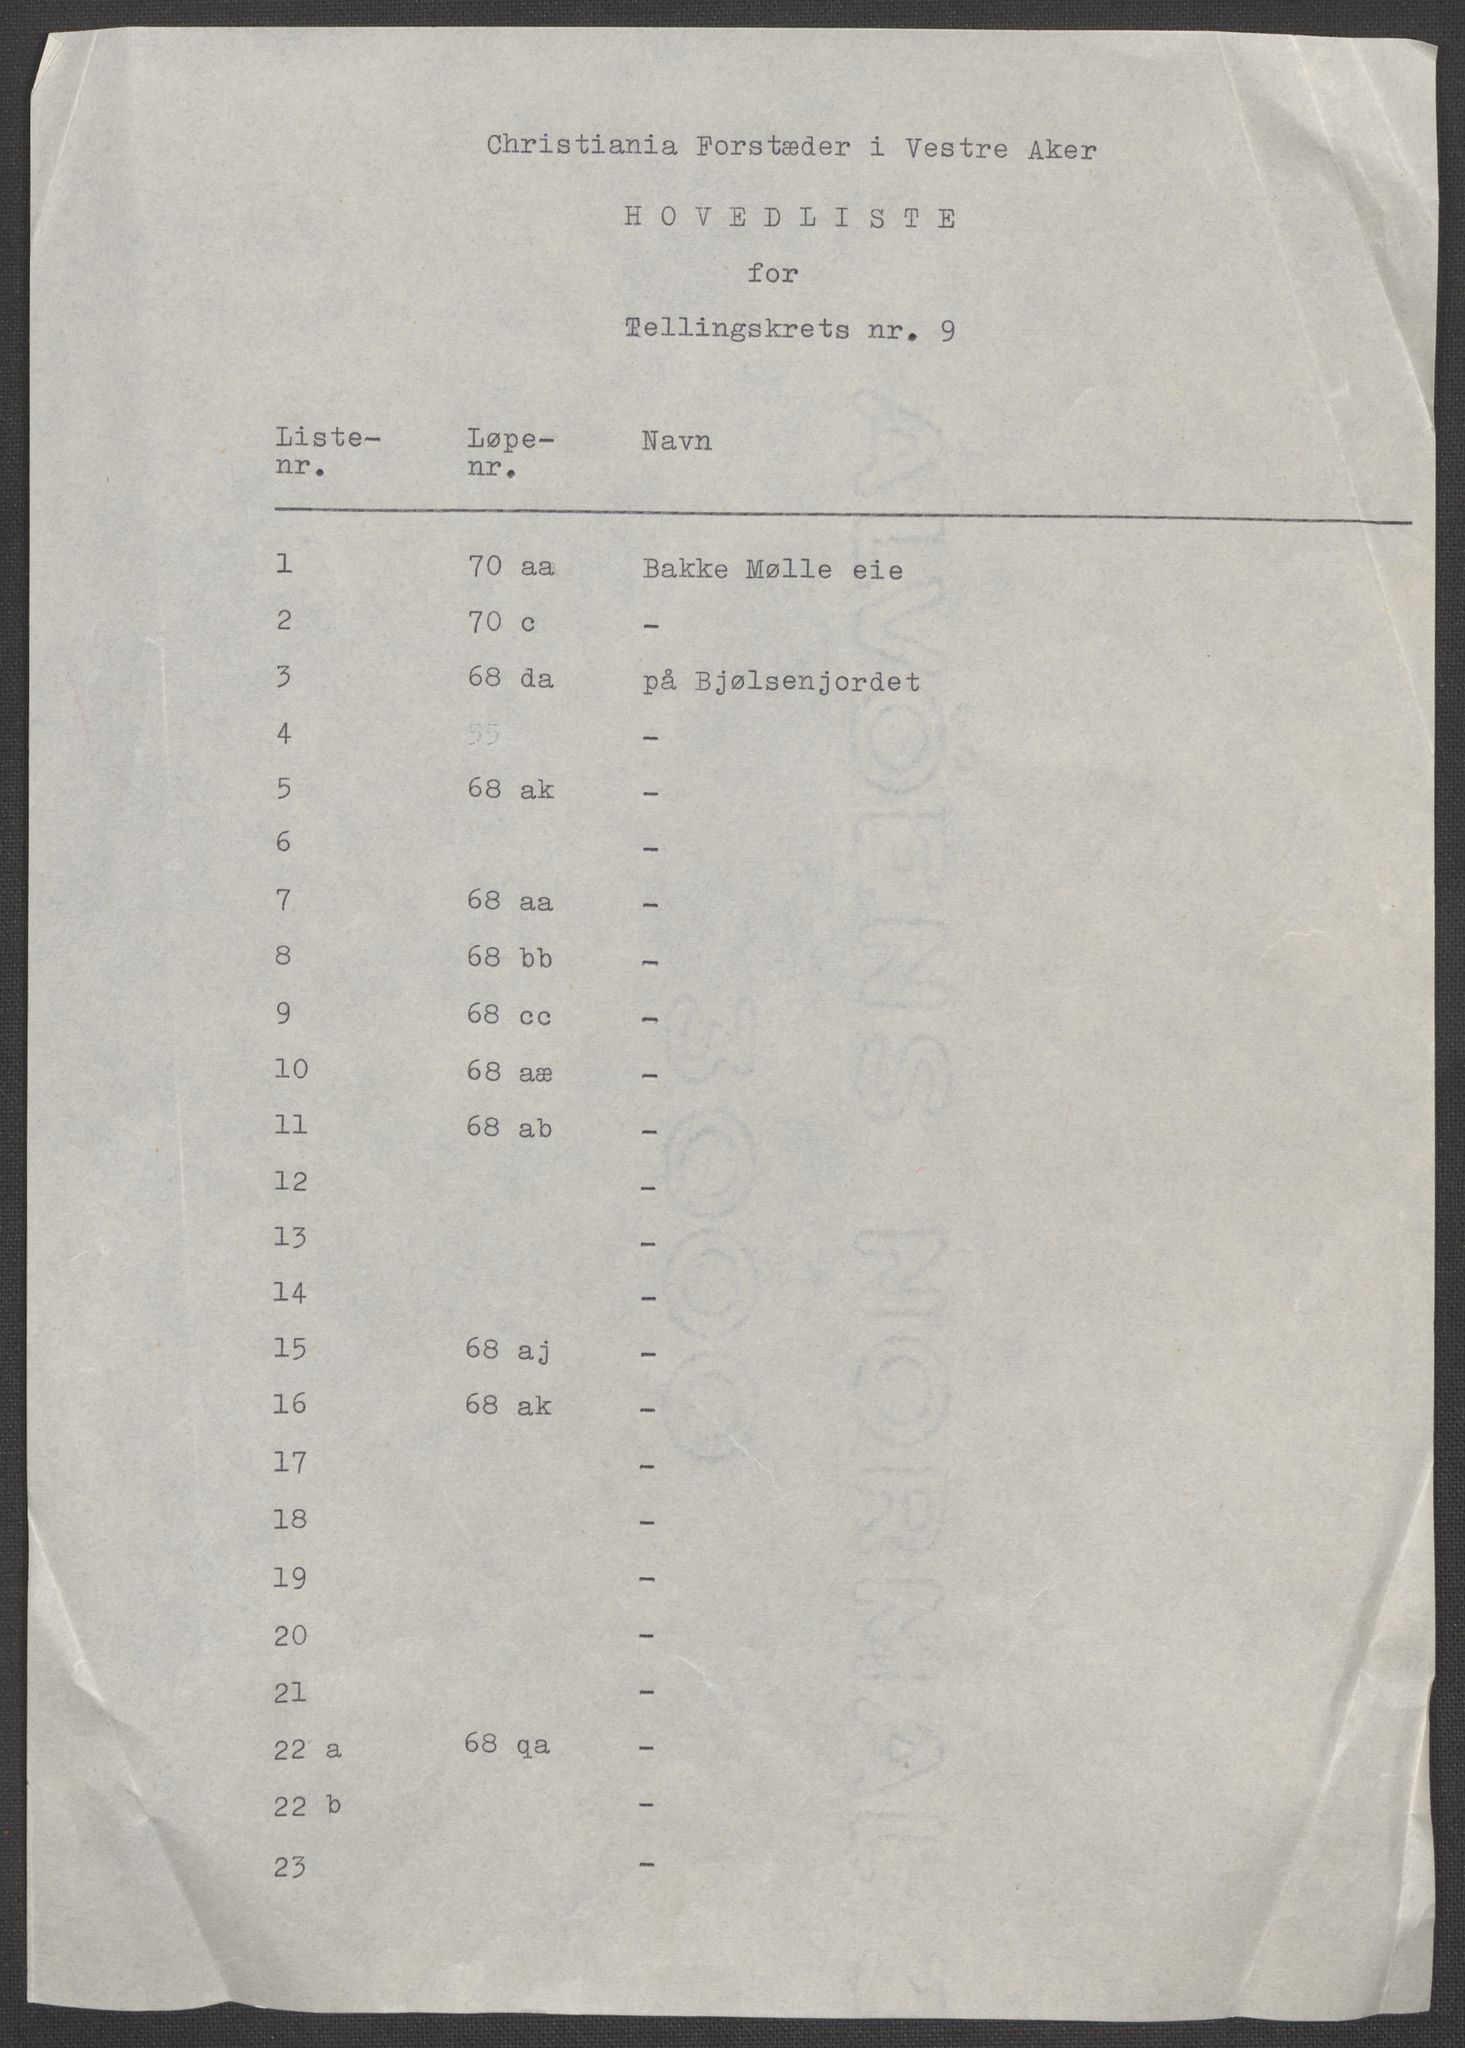 Christiania Forstæder i Vestre Aker
HOVEDLISTE
for
Tellingskrets nr. 9
Liste- Løpe- Navn
nr. nr.
1 70 aa Bakke Mølle eie
2 70 c -
3 68 da på Bjølsenjordet
4 55 -
5 68 ak -
6 -
7 68 aa -
8 68 bb -
9 68 cc -
10 68 aæ -
11 68 ab -
12 -
13 -
14 -
15 68 aj -
16 68 ak -
17 -
18 -
19 -
20 -
21 -
22 a 68 qa -
22 b -
23 -